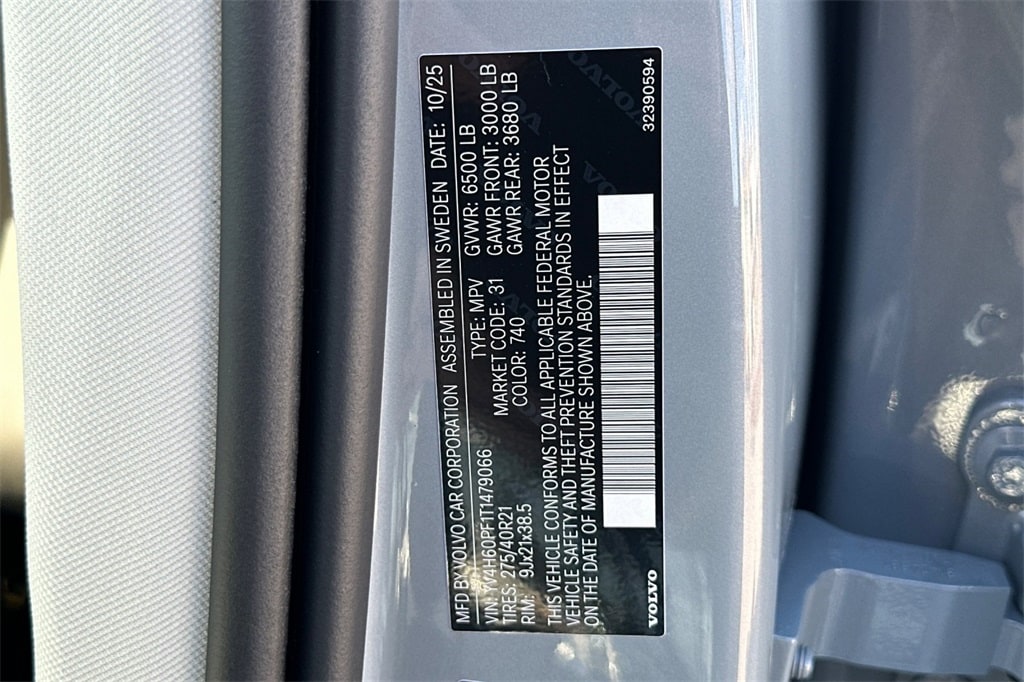 MFD BY VOLVO CAR CORPORATION ASSEMBLED IN SWEDEN DATE: 10/25
VIN: YV4H60PF1T1479066 TYPE: MPV GVWR: 6500 LB
TIRES: 275/40R21 MARKET CODE: 31 GAWR FRONT: 3000 LB
RIM: 9Jx21x38.5 COLOR: 740 GAWR REAR: 3680 LB
THIS VEHICLE CONFORMS TO ALL APPLICABLE FEDERAL MOTOR
VEHICLE SAFETY AND THEFT PREVENTION STANDARDS IN EFFECT
ON THE DATE OF MANUFACTURE SHOWN ABOVE.
VOLVO 32390594